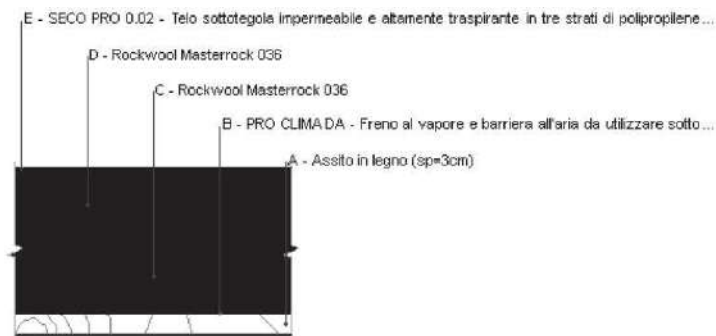 E - SECO PRO 0.02 - Telo sottotegola impermeabile e altamente traspirante in tre strati di polipropilene...
D - Rockwool Masterrock 036
C - Rockwool Masterrock 036
B - PRO CLIMA DA - Freno al vapore e barriera all'aria da utilizzare sotto...
A - Assito in legno (sp=3cm)